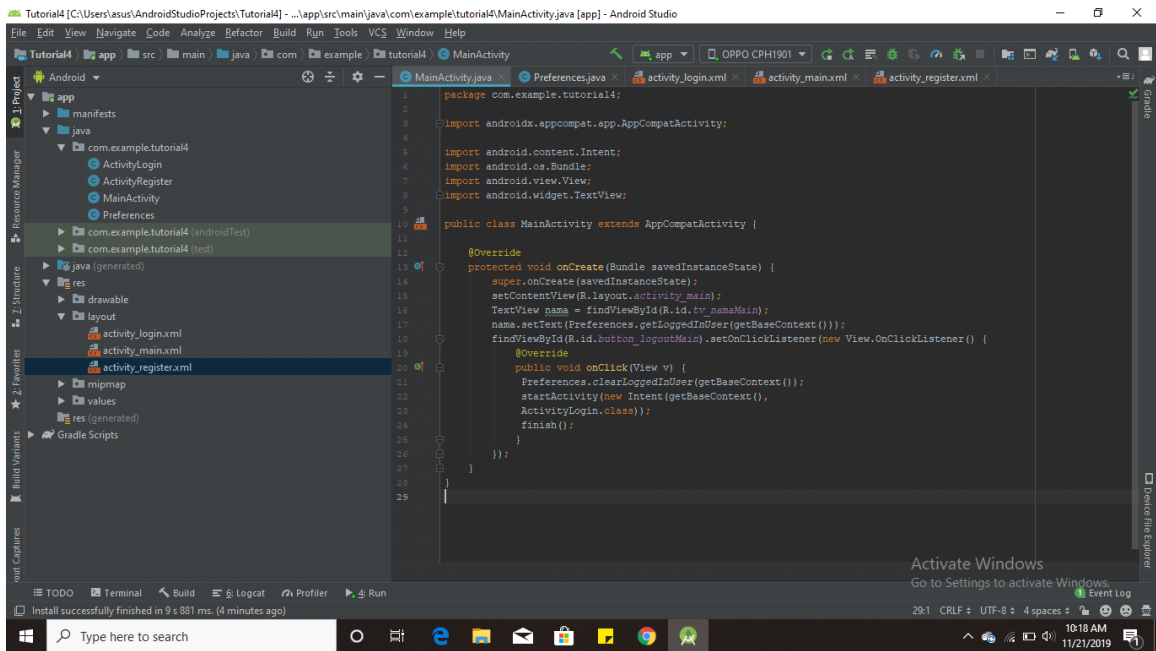 Tutorial4 [C:\Users\asus\AndroidStudioProjects\Tutorial4] - ...\app\src\main\java\com\example\tutorial4\MainActivity.java [app] - Android Studio
File Edit View Navigate Code Analyze Refactor Build Run Tools VCS Window Help
Tutorial4 app src main java com example tutorial4 MainActivity app OPPO CPH1901
Android
MainActivity.java Preferences.java activity_login.xml activity_main.xml activity_register.xml
1: Project
Resource Manager
Z: Structure
2: Favorites
Build Variants
out Captures
app
manifests
java
com.example.tutorial4
ActivityLogin
ActivityRegister
MainActivity
Preferences
com.example.tutorial4 (androidTest)
com.example.tutorial4 (test)
java (generated)
res
drawable
layout
activity_login.xml
activity_main.xml
activity_register.xml
mipmap
values
res (generated)
Gradle Scripts
1 package com.example.tutorial4;
2
3 import androidx.appcompat.app.AppCompatActivity;
4
5 import android.content.Intent;
6 import android.os.Bundle;
7 import android.view.View;
8 import android.widget.TextView;
9
10 public class MainActivity extends AppCompatActivity {
11
12 @Override
13 protected void onCreate(Bundle savedInstanceState) {
14 super.onCreate(savedInstanceState);
15 setContentView(R.layout.activity_main);
16 TextView nama = findViewById(R.id.tv_namaMain);
17 nama.setText(Preferences.getLoggedInUser(getBaseContext()));
18 findViewById(R.id.button_logoutMain).setOnClickListener(new View.OnClickListener() {
19 @Override
20 public void onClick(View v) {
21 Preferences.clearLoggedInUser(getBaseContext());
22 startActivity(new Intent(getBaseContext(),
23 ActivityLogin.class));
24 finish();
25 }
26 });
27 }
28 }
29
Gradle
Device File Explorer
Activate Windows
Go to Settings to activate Windows.
TODO Terminal Build 6: Logcat Profiler 4: Run 1 Event Log
Install successfully finished in 9 s 881 ms. (4 minutes ago) 29:1 CRLF UTF-8 4 spaces
Type here to search
10:18 AM
11/21/2019
1